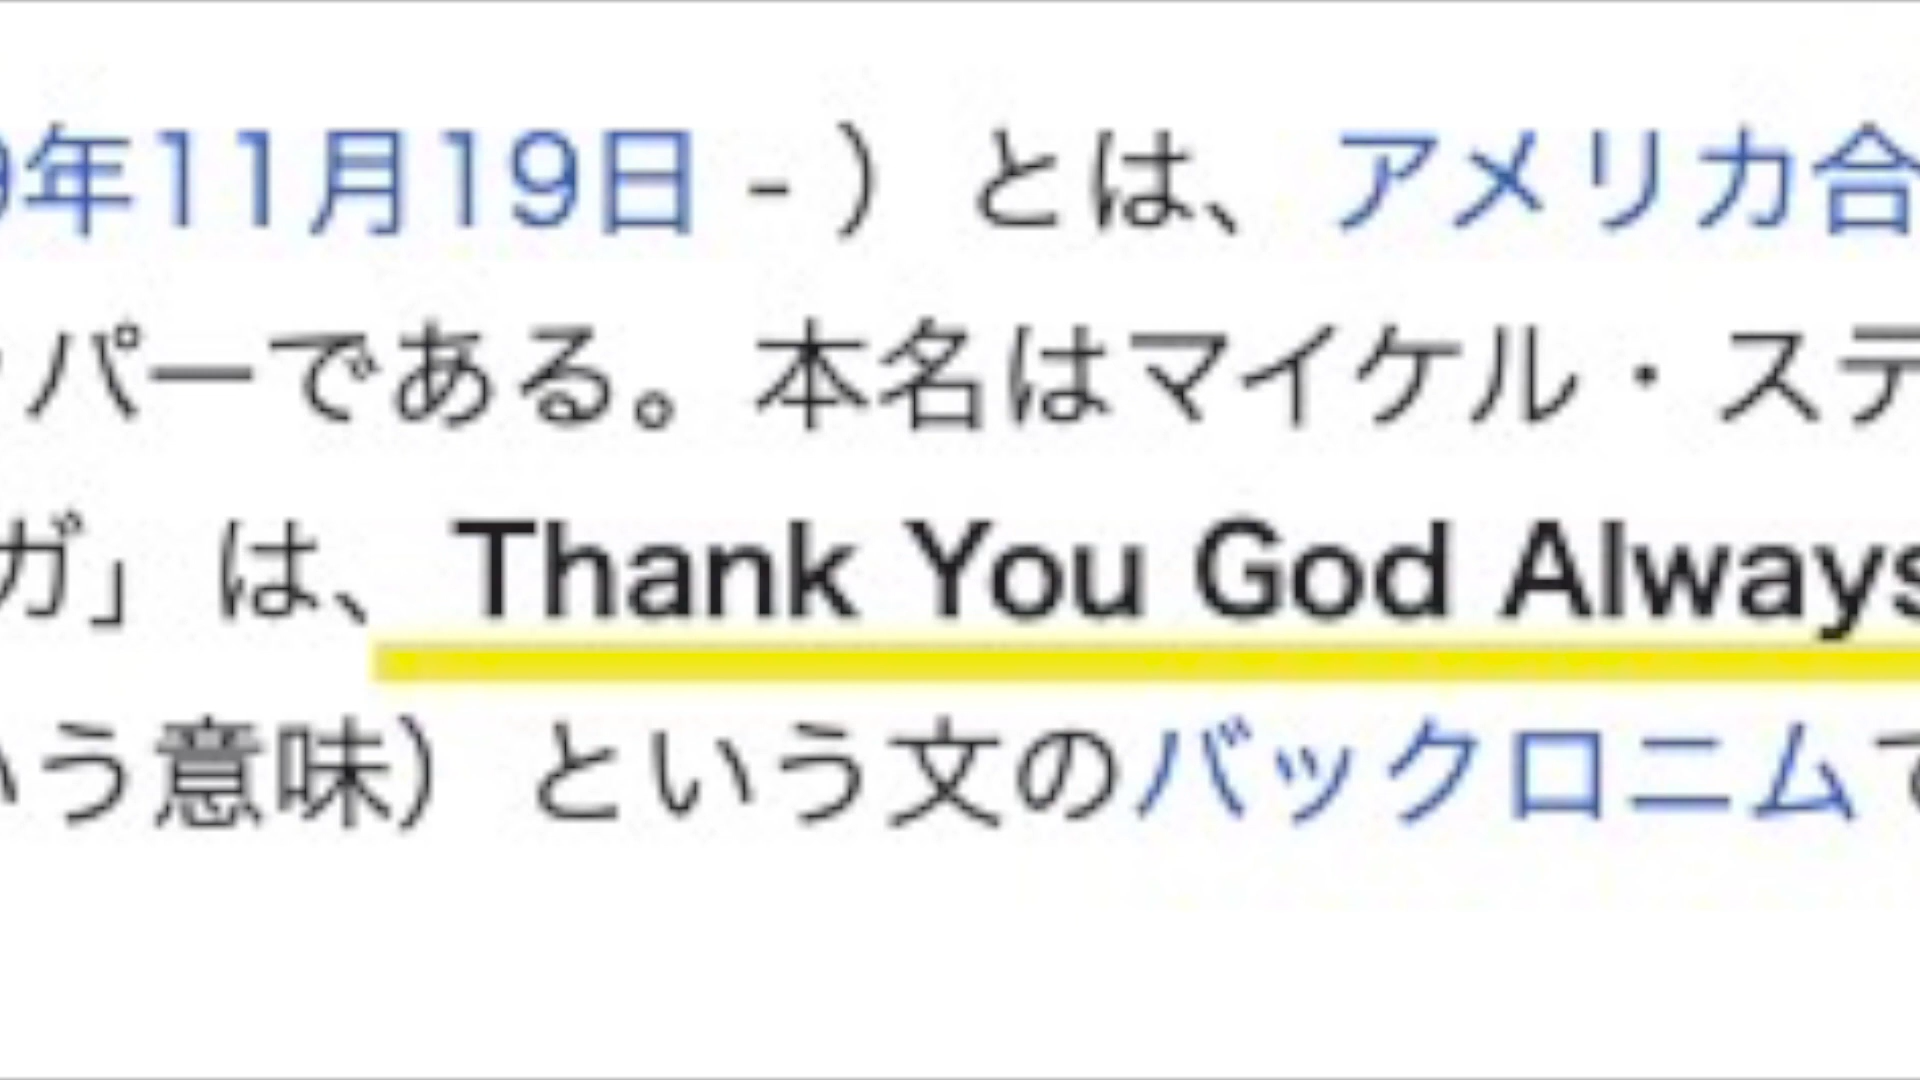 9年11月19日 - ）とは、アメリカ合
ッパーである。本名はマイケル・ステ
ガ」は、Thank You God Always
いう意味）という文のバックロニムで